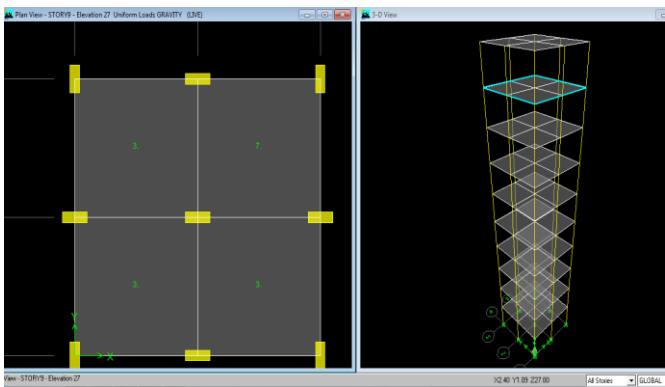 Plan View - STORY9 - Elevation 27 Uniform Loads GRAVITY (LIVE)
3-D View
3.
7.
3.
3.
Y
X
View - STORY9 - Elevation 27
X2.40 Y1.89 Z27.00
All Stories
GLOBAL